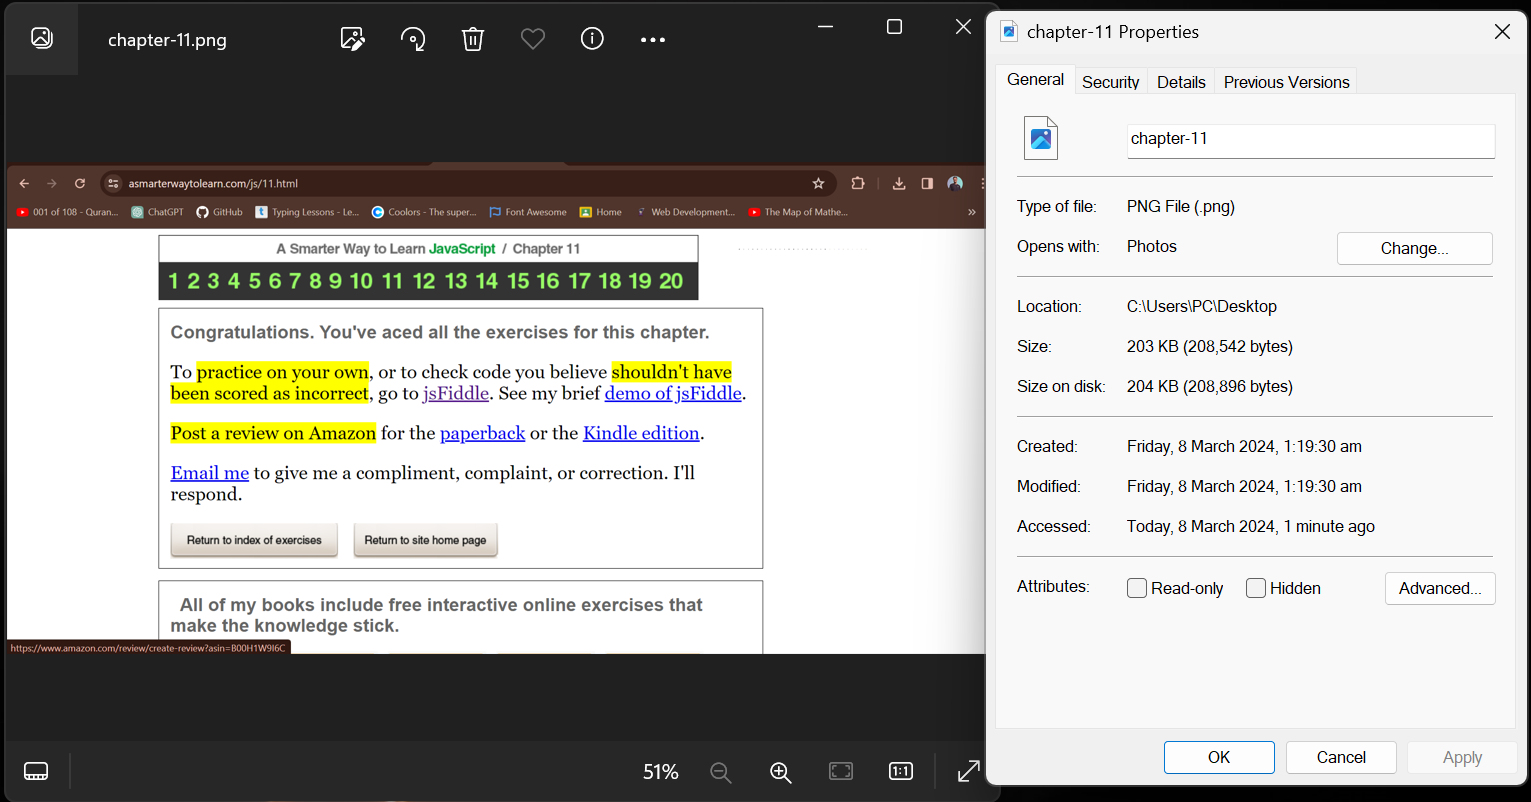 chapter-11.png
asmarterwaytolearn.com/js/11.html
001 of 108 - Quran... ChatGPT GitHub Typing Lessons - Le... Coolors - The super... Font Awesome Home Web Development... The Map of Mathe... »
A Smarter Way to Learn JavaScript / Chapter 11
1 2 3 4 5 6 7 8 9 10 11 12 13 14 15 16 17 18 19 20
Congratulations. You've aced all the exercises for this chapter.
To practice on your own, or to check code you believe shouldn't have
been scored as incorrect, go to jsFiddle. See my brief demo of jsFiddle.
Post a review on Amazon for the paperback or the Kindle edition.
Email me to give me a compliment, complaint, or correction. I'll
respond.
Return to index of exercises Return to site home page
All of my books include free interactive online exercises that
make the knowledge stick.
https://www.amazon.com/review/create-review?asin=B00H1W9I6C
51% 1:1
chapter-11 Properties
General Security Details Previous Versions
chapter-11
Type of file: PNG File (.png)
Opens with: Photos Change...
Location: C:\Users\PC\Desktop
Size: 203 KB (208,542 bytes)
Size on disk: 204 KB (208,896 bytes)
Created: Friday, 8 March 2024, 1:19:30 am
Modified: Friday, 8 March 2024, 1:19:30 am
Accessed: Today, 8 March 2024, 1 minute ago
Attributes: Read-only Hidden Advanced...
OK Cancel Apply